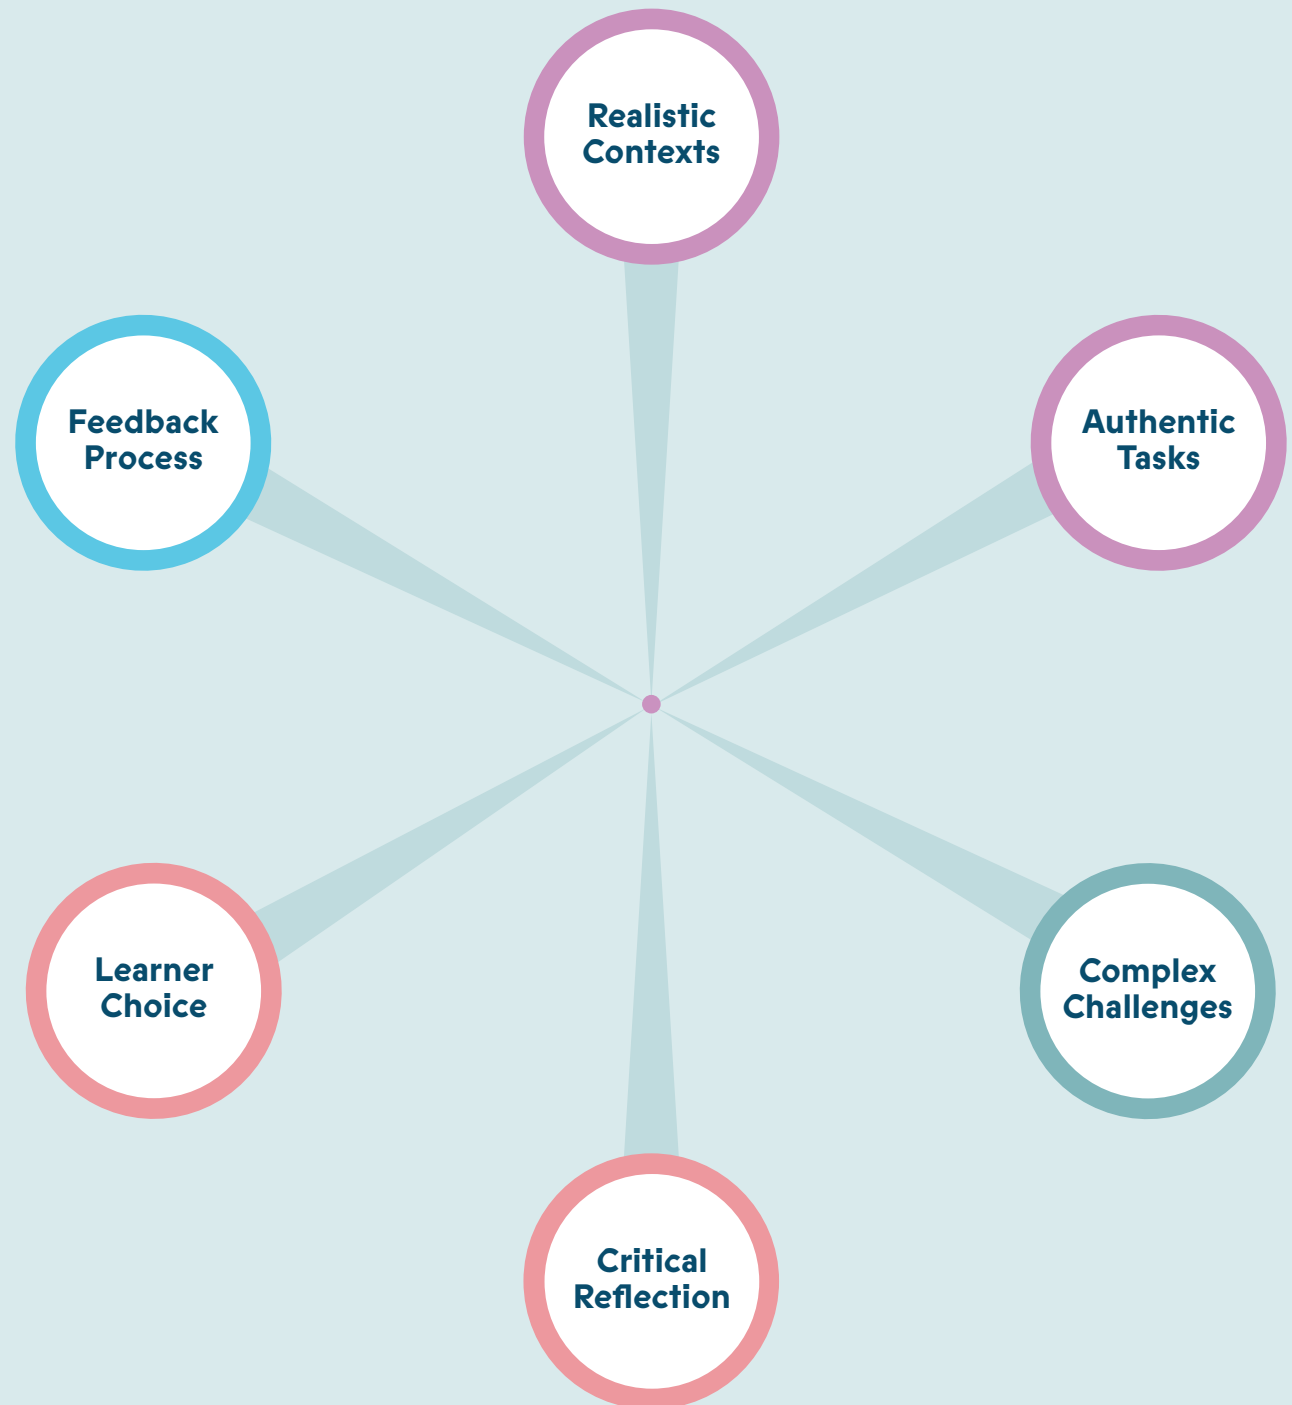 Realistic
Contexts
Feedback
Process
Authentic
Tasks
Learner
Choice
Complex
Challenges
Critical
Reflection